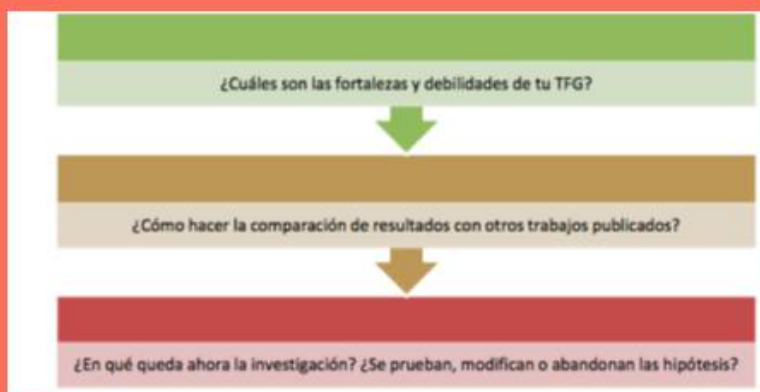 ¿Cuáles son las fortalezas y debilidades de tu TFG?
¿Cómo hacer la comparación de resultados con otros trabajos publicados?
¿En qué queda ahora la investigación? ¿Se prueban, modifican o abandonan las hipótesis?